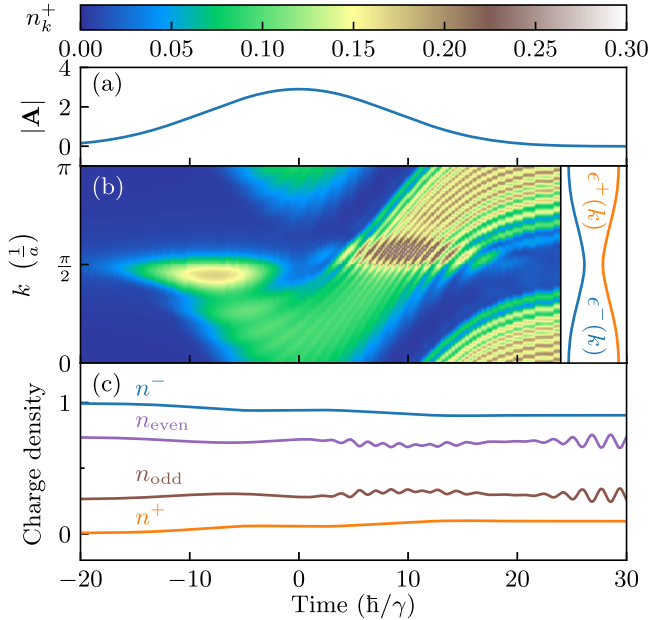 n_k^+
0.00 0.05 0.10 0.15 0.20 0.25 0.30
(a)
|A|
4
2
0
(b)
k (1/a)
π
π/2
0
ϵ^+(k)
ϵ^−(k)
(c)
Charge density
1
0
n^−
n_even
n_odd
n^+
−20 −10 0 10 20 30
Time (ħ/γ)